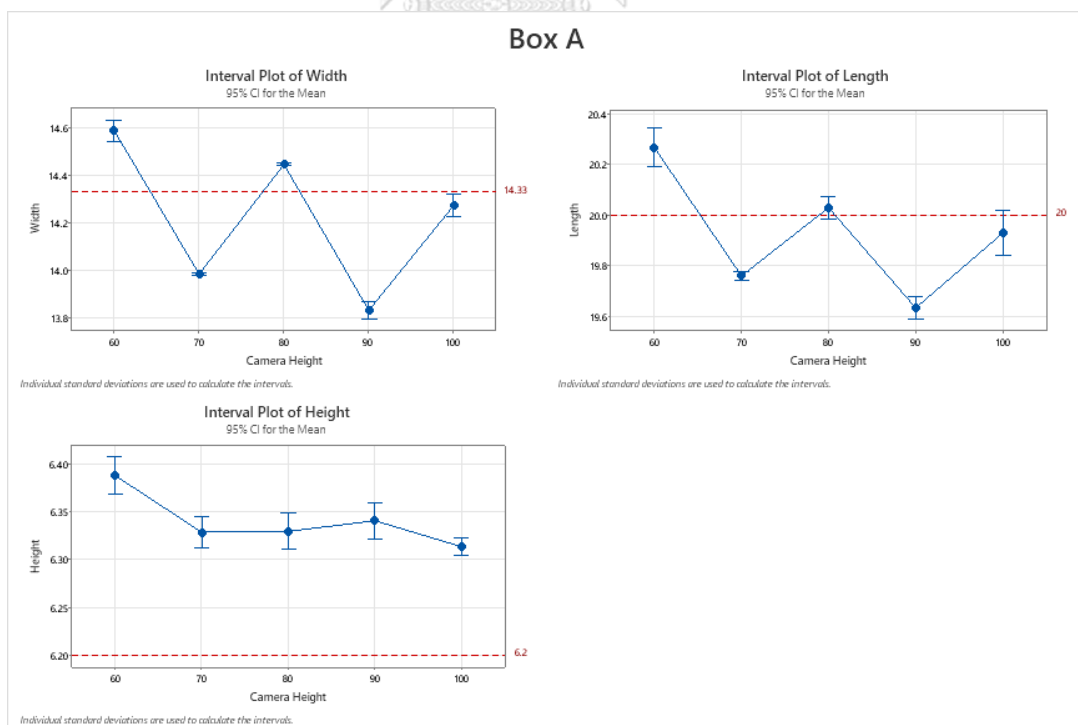 Box A
Interval Plot of Width
95% CI for the Mean
14.6
14.4
14.2
14.0
13.8
Width
14.33
60 70 80 90 100
Camera Height
Individual standard deviations are used to calculate the intervals.
Interval Plot of Length
95% CI for the Mean
20.4
20.2
20.0
19.8
19.6
Length
20
60 70 80 90 100
Camera Height
Individual standard deviations are used to calculate the intervals.
Interval Plot of Height
95% CI for the Mean
6.40
6.35
6.30
6.25
6.20
Height
6.2
60 70 80 90 100
Camera Height
Individual standard deviations are used to calculate the intervals.